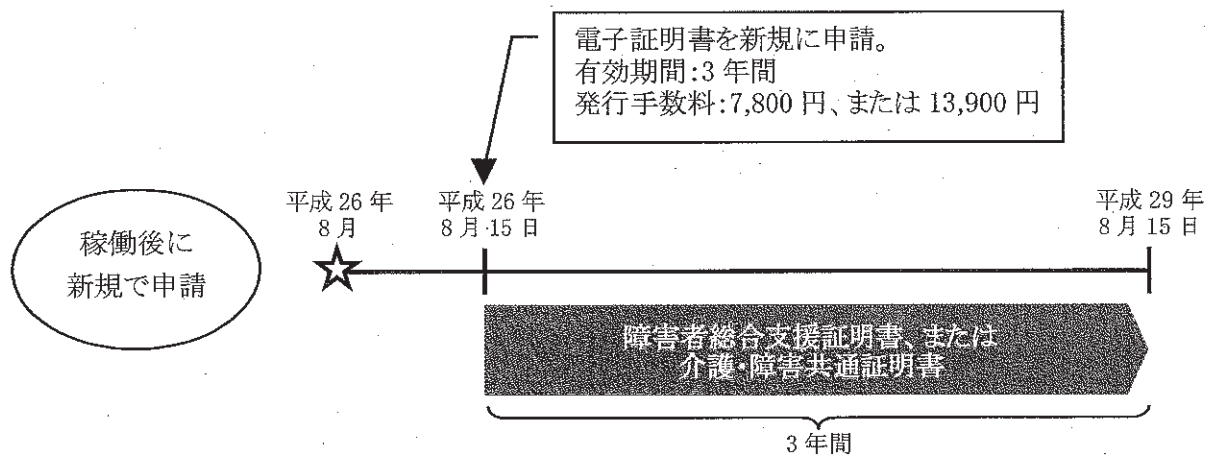 電子証明書を新規に申請。
有効期間:3年間
発行手数料:7,800円、または13,900円
稼働後に
新規で申請
平成26年
8月
平成26年
8月15日
平成29年
8月15日
障害者総合支援証明書、または
介護・障害共通証明書
3年間